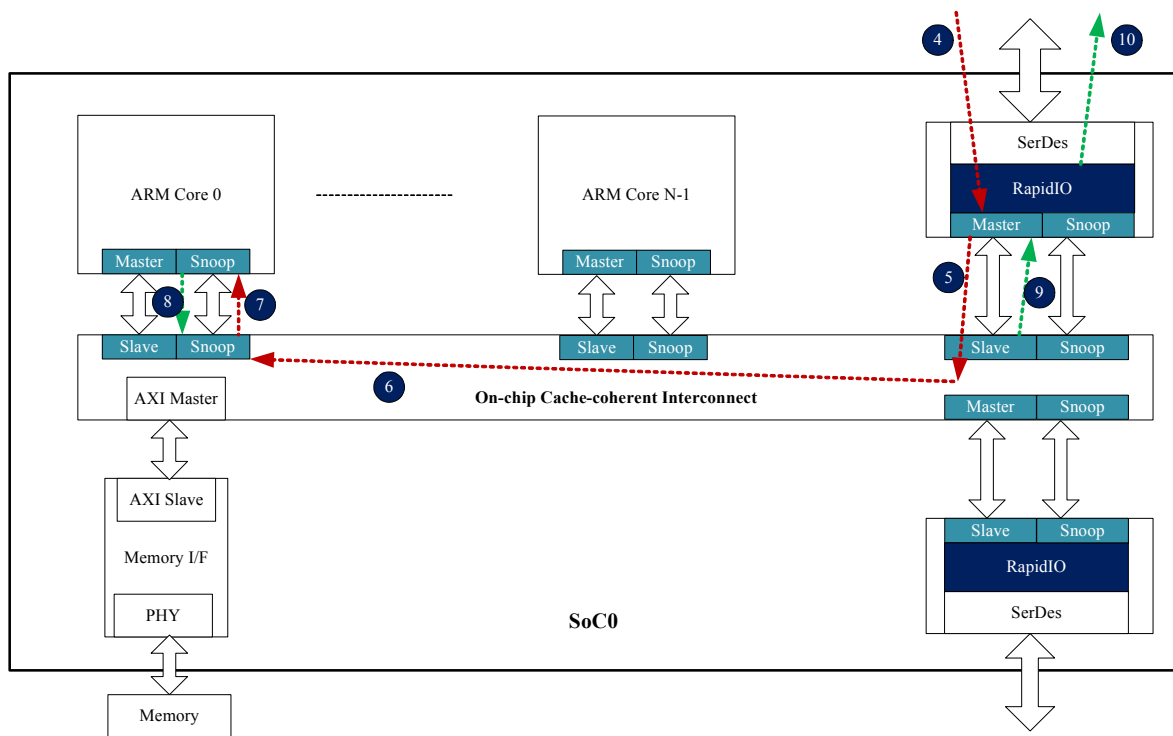 4
10
SerDes
RapidIO
Master Snoop
ARM Core 0
ARM Core N-1
Master Snoop
Master Snoop
5
9
8
7
Slave Snoop
Slave Snoop
Slave Snoop
6
AXI Master
On-chip Cache-coherent Interconnect
Master Snoop
AXI Slave
Memory I/F
PHY
Slave Snoop
RapidIO
SerDes
SoC0
Memory